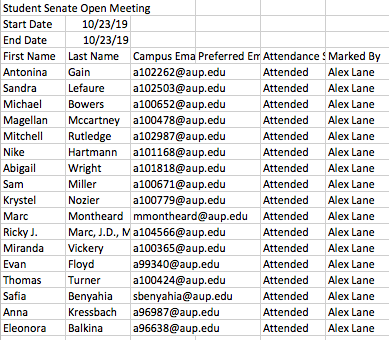 Student Senate Open Meeting
Start Date 10/23/19
End Date 10/23/19
First Name Last Name Campus Ema Preferred Em Attendance S Marked By
Antonina Gain a102262@aup.edu Attended Alex Lane
Sandra Lefaure a102503@aup.edu Attended Alex Lane
Michael Bowers a100652@aup.edu Attended Alex Lane
Magellan Mccartney a100478@aup.edu Attended Alex Lane
Mitchell Rutledge a102987@aup.edu Attended Alex Lane
Nike Hartmann a101168@aup.edu Attended Alex Lane
Abigail Wright a101818@aup.edu Attended Alex Lane
Sam Miller a100671@aup.edu Attended Alex Lane
Krystel Nozier a100779@aup.edu Attended Alex Lane
Marc Montheard mmontheard@aup.edu Attended Alex Lane
Ricky J. Marc, J.D., M a104566@aup.edu Attended Alex Lane
Miranda Vickery a100365@aup.edu Attended Alex Lane
Evan Floyd a99340@aup.edu Attended Alex Lane
Thomas Turner a100424@aup.edu Attended Alex Lane
Safia Benyahia sbenyahia@aup.edu Attended Alex Lane
Anna Kressbach a96987@aup.edu Attended Alex Lane
Eleonora Balkina a96638@aup.edu Attended Alex Lane